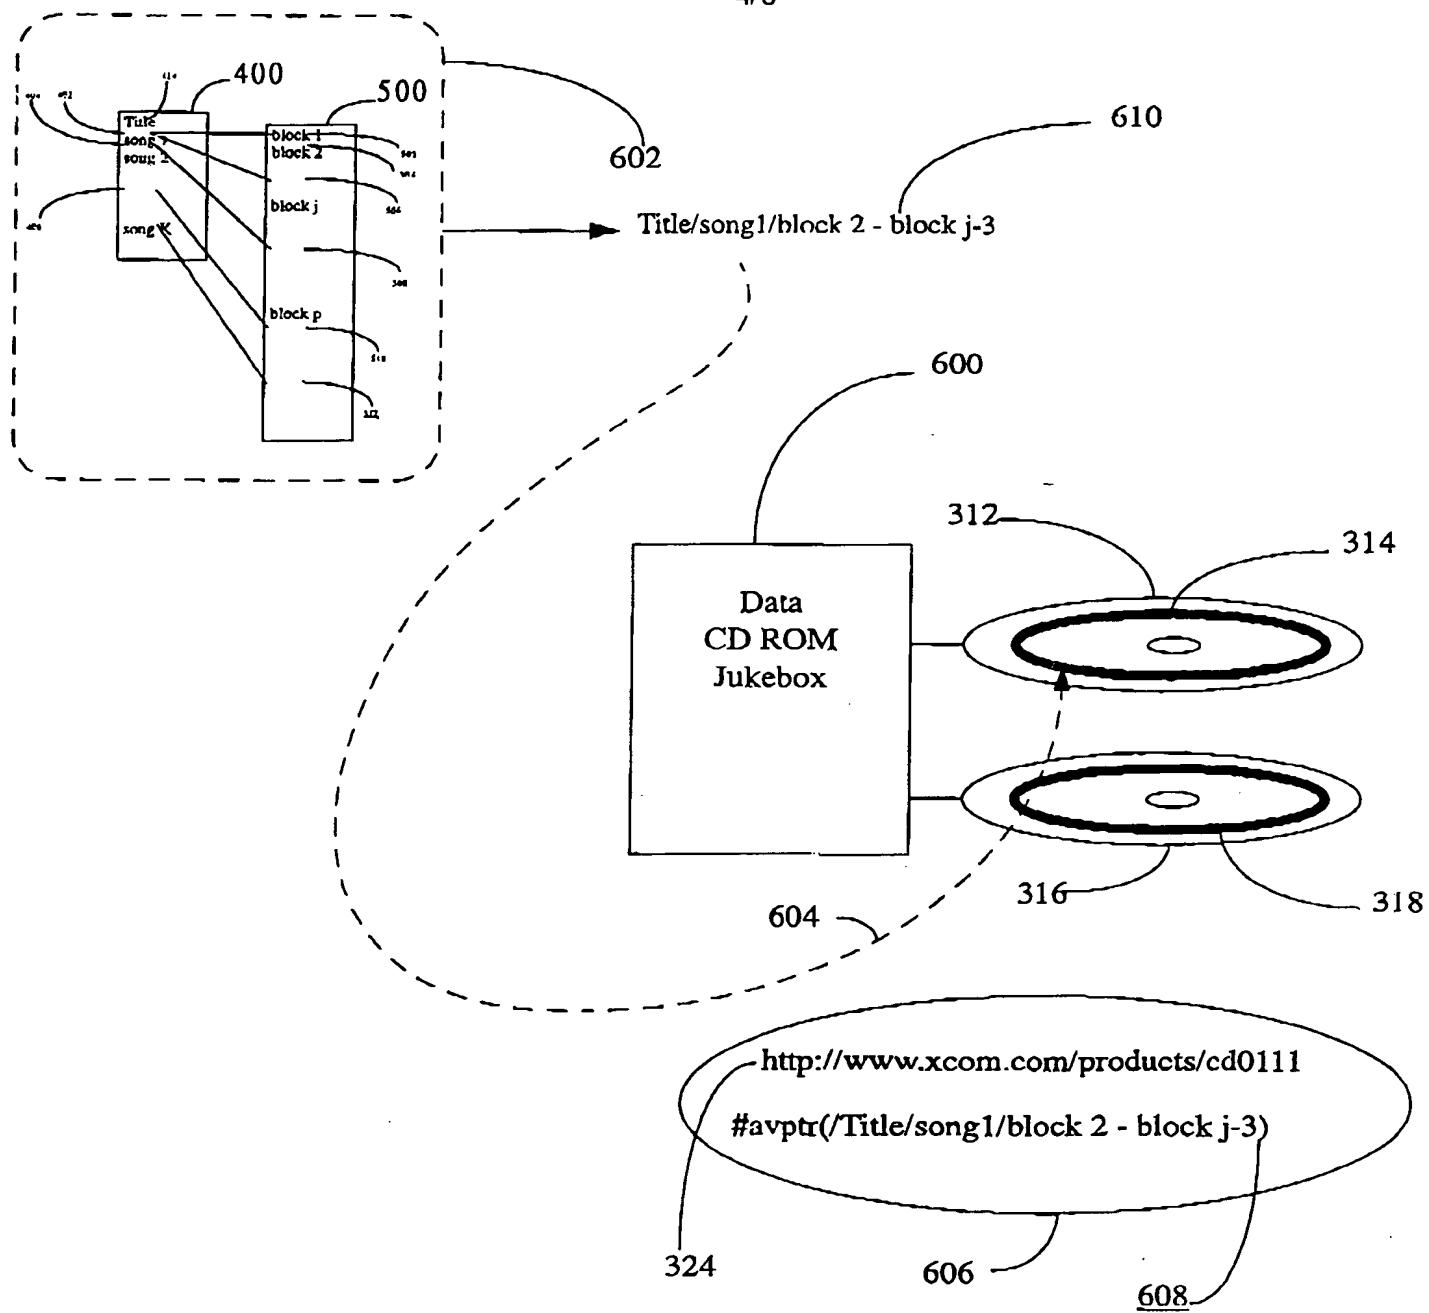 400
500
Title
song
song 2
song K
block 1
block 2
block j
block p
602
610
Title/song1/block 2 - block j-3
600
Data
CD ROM
Jukebox
312
314
316
318
604
http://www.xcom.com/products/cd0111
#avptr(/Title/song1/block 2 - block j-3)
324
606
608